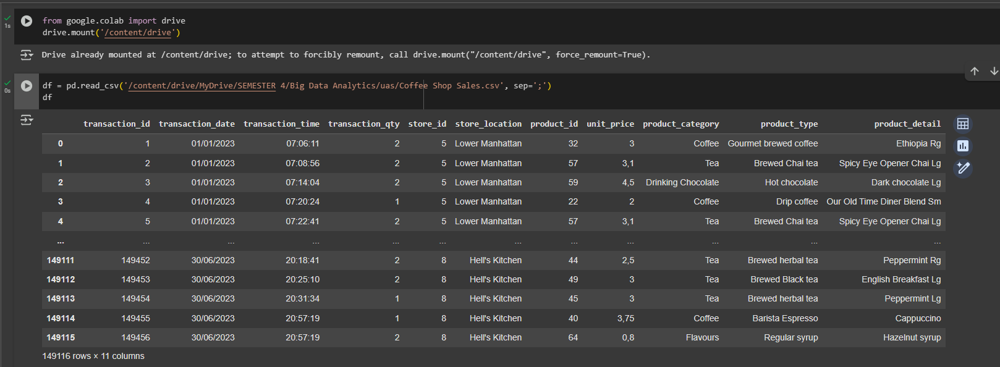 1s
from google.colab import drive
drive.mount('/content/drive')
Drive already mounted at /content/drive; to attempt to forcibly remount, call drive.mount("/content/drive", force_remount=True).
0s
df = pd.read_csv('/content/drive/MyDrive/SEMESTER 4/Big Data Analytics/uas/Coffee Shop Sales.csv', sep=';')
df
transaction_id transaction_date transaction_time transaction_qty store_id store_location product_id unit_price product_category product_type product_detail
0 1 01/01/2023 07:06:11 2 5 Lower Manhattan 32 3 Coffee Gourmet brewed coffee Ethiopia Rg
1 2 01/01/2023 07:08:56 2 5 Lower Manhattan 57 3,1 Tea Brewed Chai tea Spicy Eye Opener Chai Lg
2 3 01/01/2023 07:14:04 2 5 Lower Manhattan 59 4,5 Drinking Chocolate Hot chocolate Dark chocolate Lg
3 4 01/01/2023 07:20:24 1 5 Lower Manhattan 22 2 Coffee Drip coffee Our Old Time Diner Blend Sm
4 5 01/01/2023 07:22:41 2 5 Lower Manhattan 57 3,1 Tea Brewed Chai tea Spicy Eye Opener Chai Lg
... ... ... ... ... ... ... ... ... ... ... ...
149111 149452 30/06/2023 20:18:41 2 8 Hell's Kitchen 44 2,5 Tea Brewed herbal tea Peppermint Rg
149112 149453 30/06/2023 20:25:10 2 8 Hell's Kitchen 49 3 Tea Brewed Black tea English Breakfast Lg
149113 149454 30/06/2023 20:31:34 1 8 Hell's Kitchen 45 3 Tea Brewed herbal tea Peppermint Lg
149114 149455 30/06/2023 20:57:19 1 8 Hell's Kitchen 40 3,75 Coffee Barista Espresso Cappuccino
149115 149456 30/06/2023 20:57:19 2 8 Hell's Kitchen 64 0,8 Flavours Regular syrup Hazelnut syrup
149116 rows × 11 columns